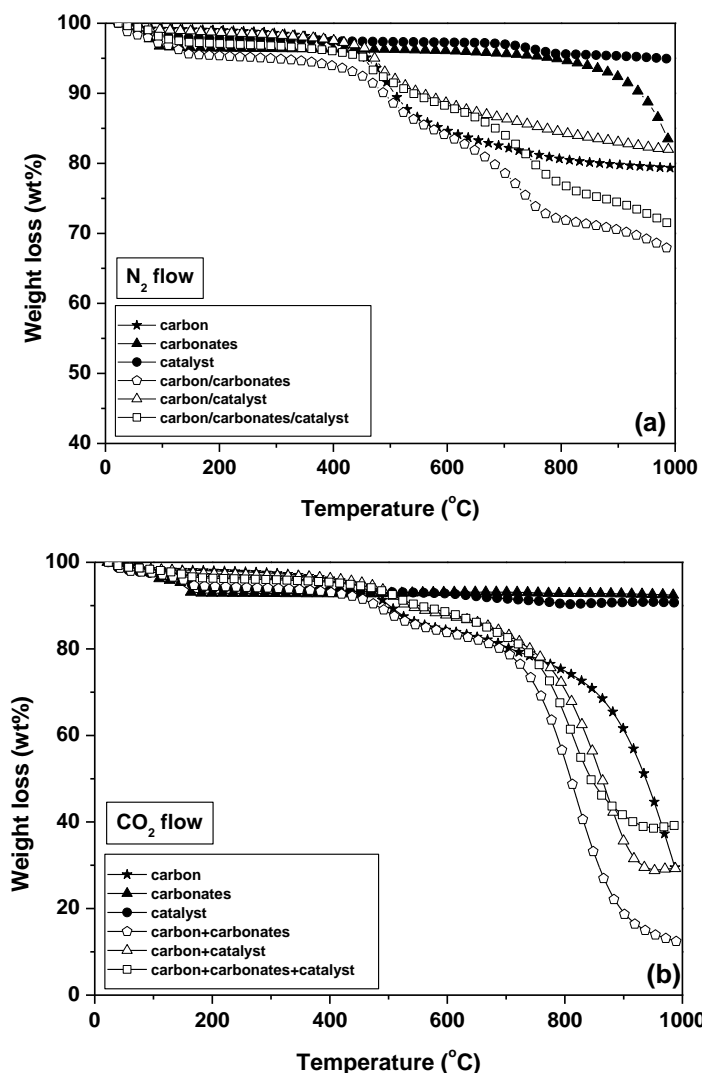 100
90
80
70
60
50
40
Weight loss (wt%)
N₂ flow
carbon
carbonates
catalyst
carbon/carbonates
carbon/catalyst
carbon/carbonates/catalyst
(a)
0 200 400 600 800 1000
Temperature (°C)
100
80
60
40
20
0
Weight loss (wt%)
CO₂ flow
carbon
carbonates
catalyst
carbon+carbonates
carbon+catalyst
carbon+carbonates+catalyst
(b)
0 200 400 600 800 1000
Temperature (°C)